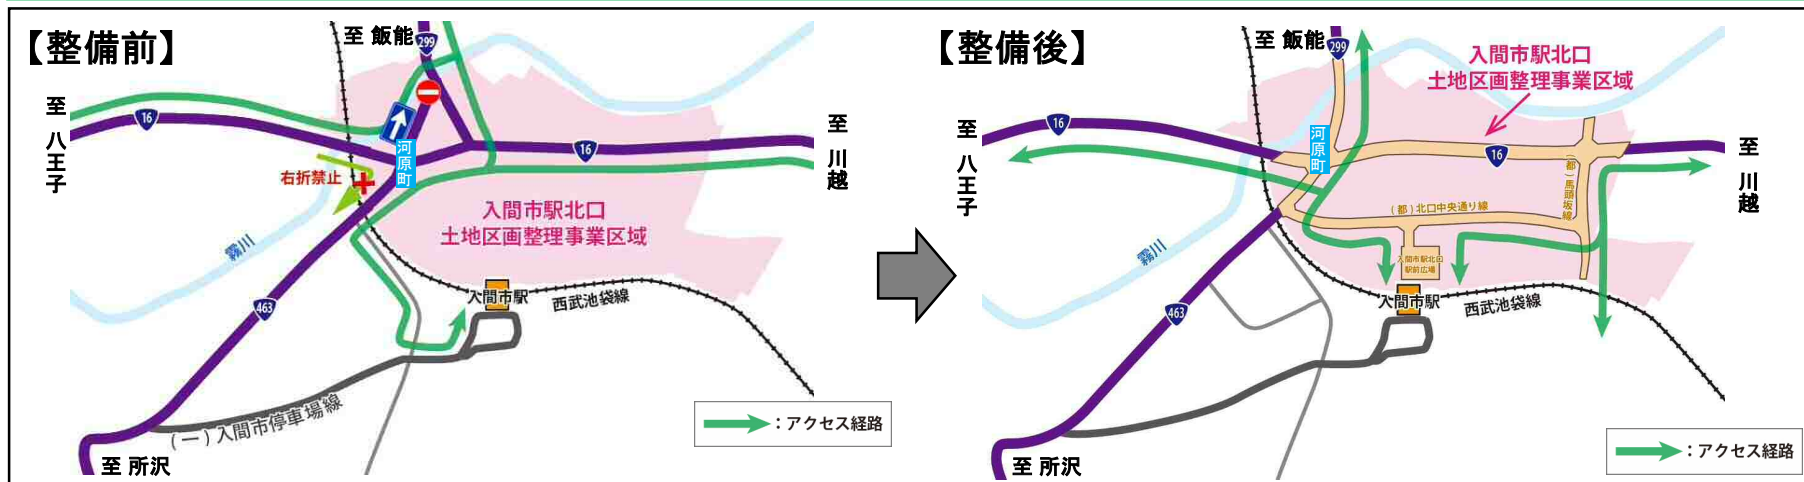 【整備前】
至 飯能
299
至 八王子
16
河原町
16
至 川越
右折禁止
入間市駅北口
土地区画整理事業区域
霧川
463
入間市駅
西武池袋線
(一)入間市停車場線
至 所沢
:アクセス経路
【整備後】
至 飯能
299
入間市駅北口
土地区画整理事業区域
至 八王子
16
河原町
16
(都)馬頭坂線
至 川越
(都)北口中央通り線
霧川
入間市駅北口
駅前広場
463
入間市駅
西武池袋線
至 所沢
:アクセス経路